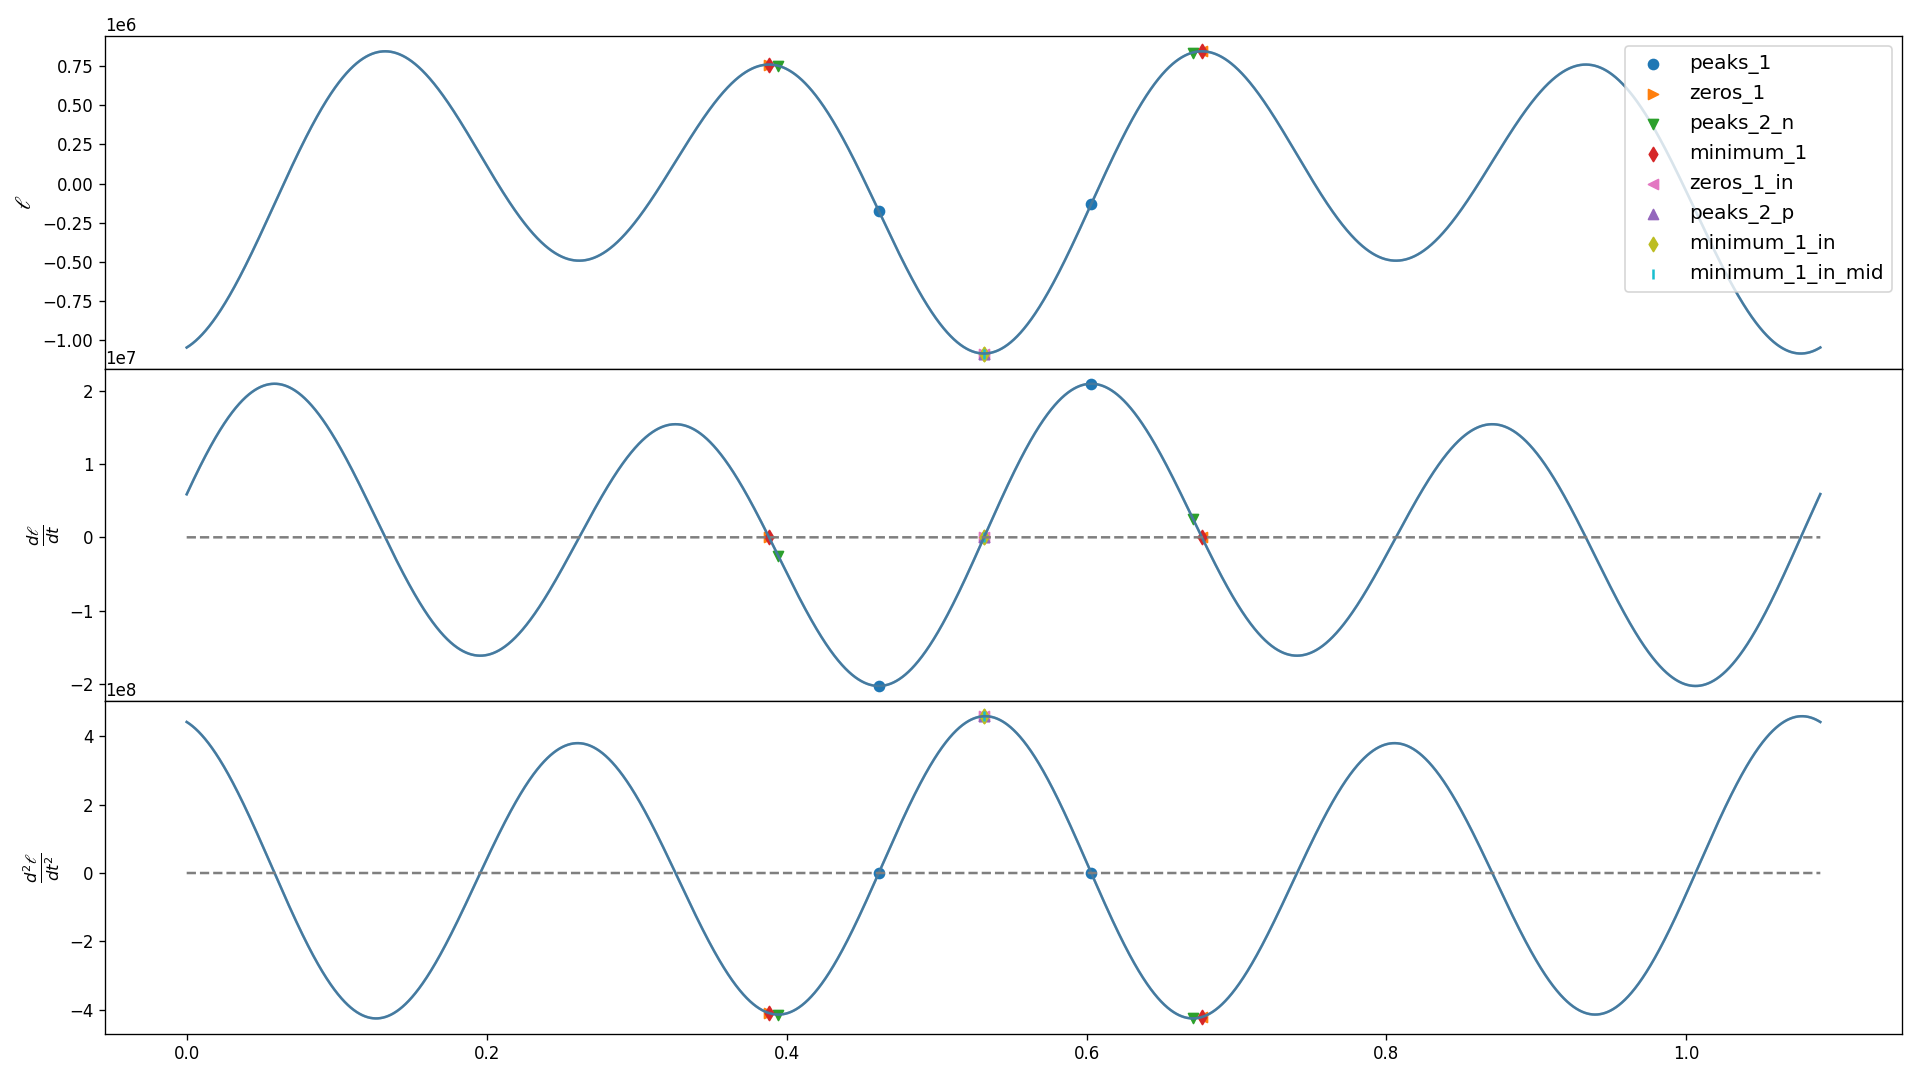 1e6
0.75
0.50
0.25
0.00
−0.25
−0.50
−0.75
−1.00
ℓ
peaks_1
zeros_1
peaks_2_n
minimum_1
zeros_1_in
peaks_2_p
minimum_1_in
minimum_1_in_mid
1e7
2
1
0
−1
−2
dℓ
dt
1e8
4
2
0
−2
−4
d²ℓ
dt²
0.0 0.2 0.4 0.6 0.8 1.0